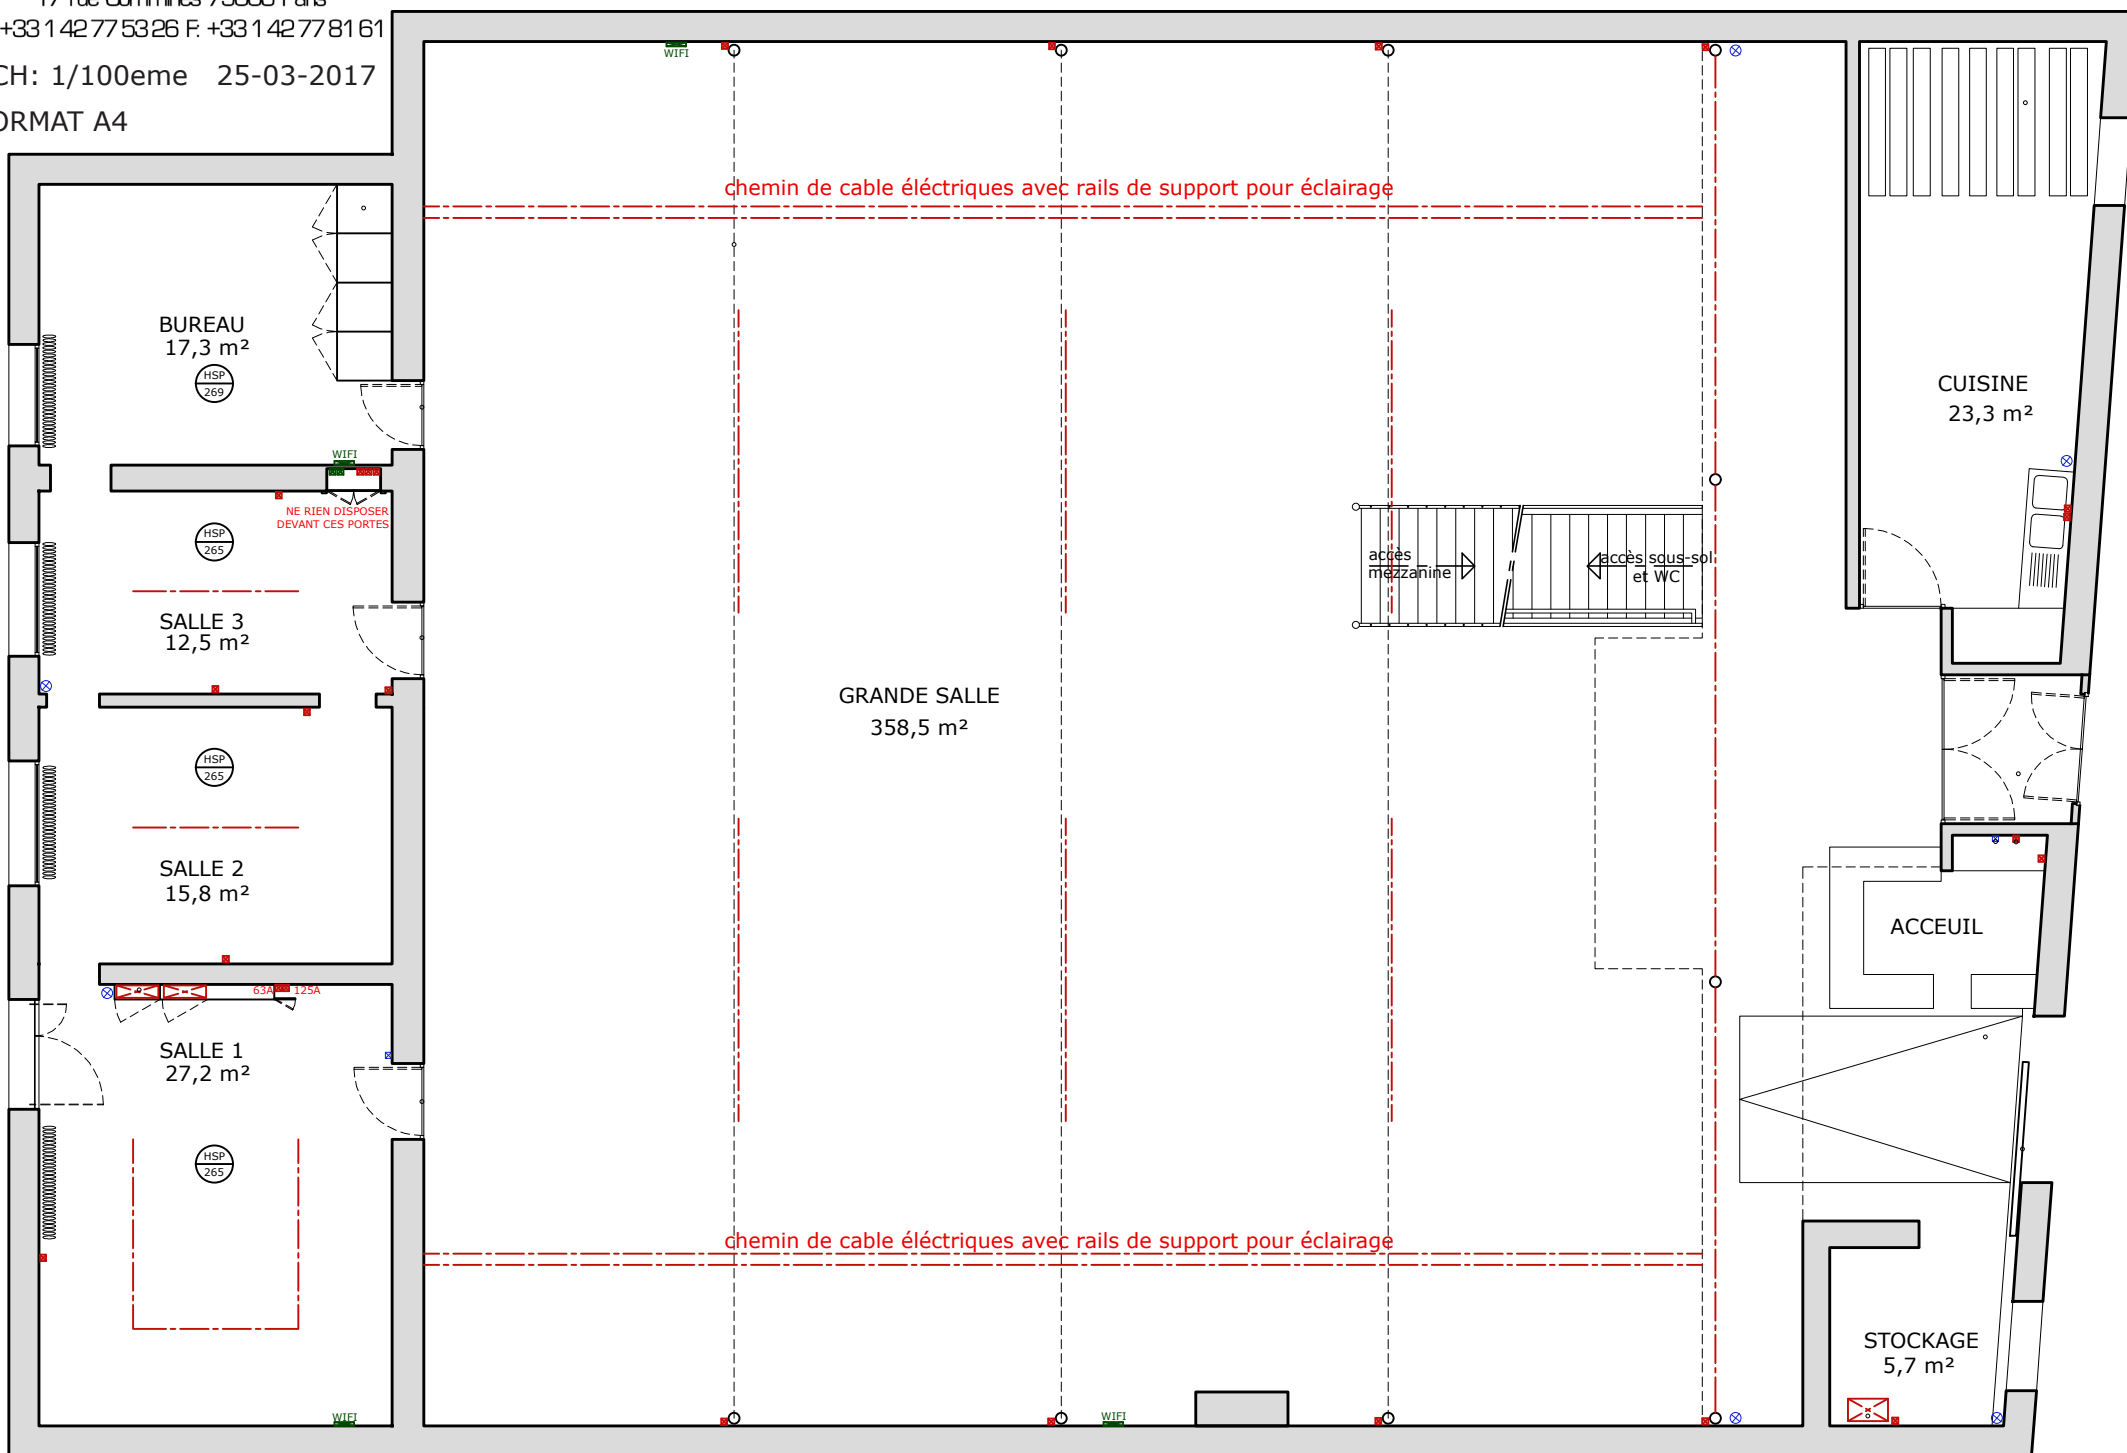 +33 1 42 77 53 26 F: +33 1 42 77 81 61
CH: 1/100eme 25-03-2017
ORMAT A4
WIFI
chemin de cable éléctriques avec rails de support pour éclairage
BUREAU
17,3 m²
HSP
269
CUISINE
23,3 m²
WIFI
NE RIEN DISPOSER
DEVANT CES PORTES
HSP
265
accès
mezzanine
accès sous-sol
et WC
SALLE 3
12,5 m²
GRANDE SALLE
358,5 m²
HSP
265
SALLE 2
15,8 m²
ACCEUIL
63A
125A
SALLE 1
27,2 m²
HSP
265
chemin de cable éléctriques avec rails de support pour éclairage
STOCKAGE
5,7 m²
WIFI
WIFI